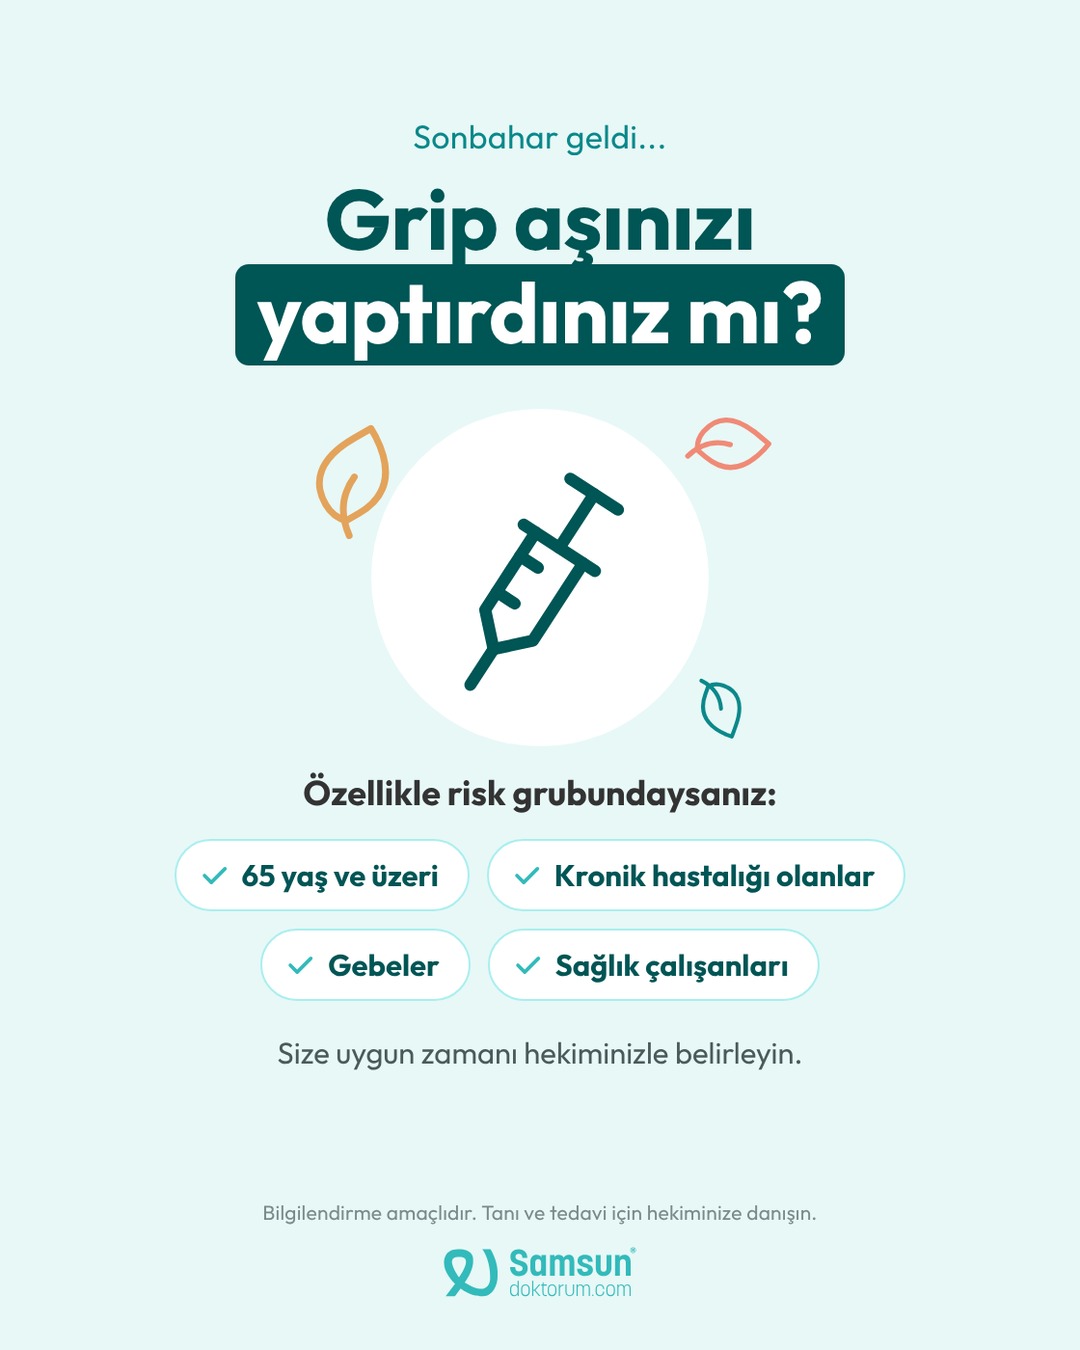 Sonbahar geldi...
Grip aşınızı
yaptırdınız mı?
Özellikle risk grubundaysanız:
65 yaş ve üzeri
Kronik hastalığı olanlar
Gebeler
Sağlık çalışanları
Size uygun zamanı hekiminizle belirleyin.
Bilgilendirme amaçlıdır. Tanı ve tedavi için hekiminize danışın.
Samsun®
doktorum.com